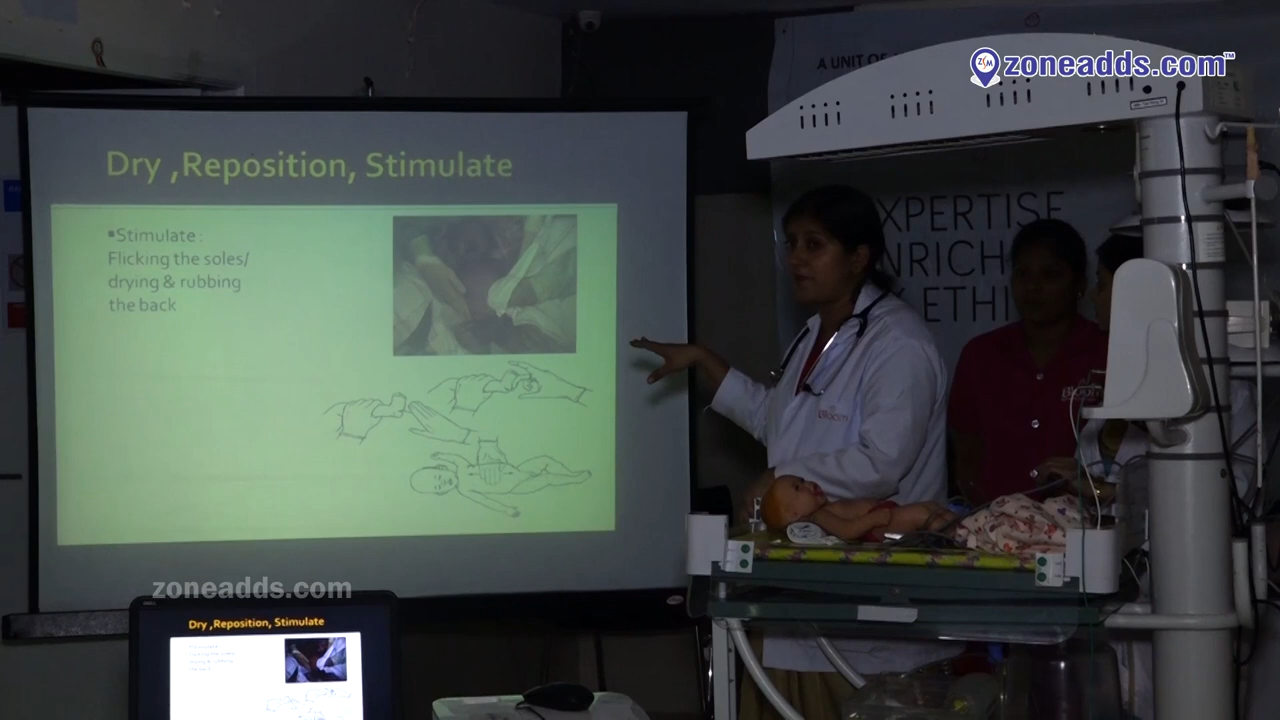 Dry ,Reposition, Stimulate
Stimulate :
Flicking the soles/
drying & rubbing
the back
A UNIT OF
zoneadds.com™
XPERTISE
NRICH
ETHI
Bloom
zoneadds.com
Dry ,Reposition, Stimulate